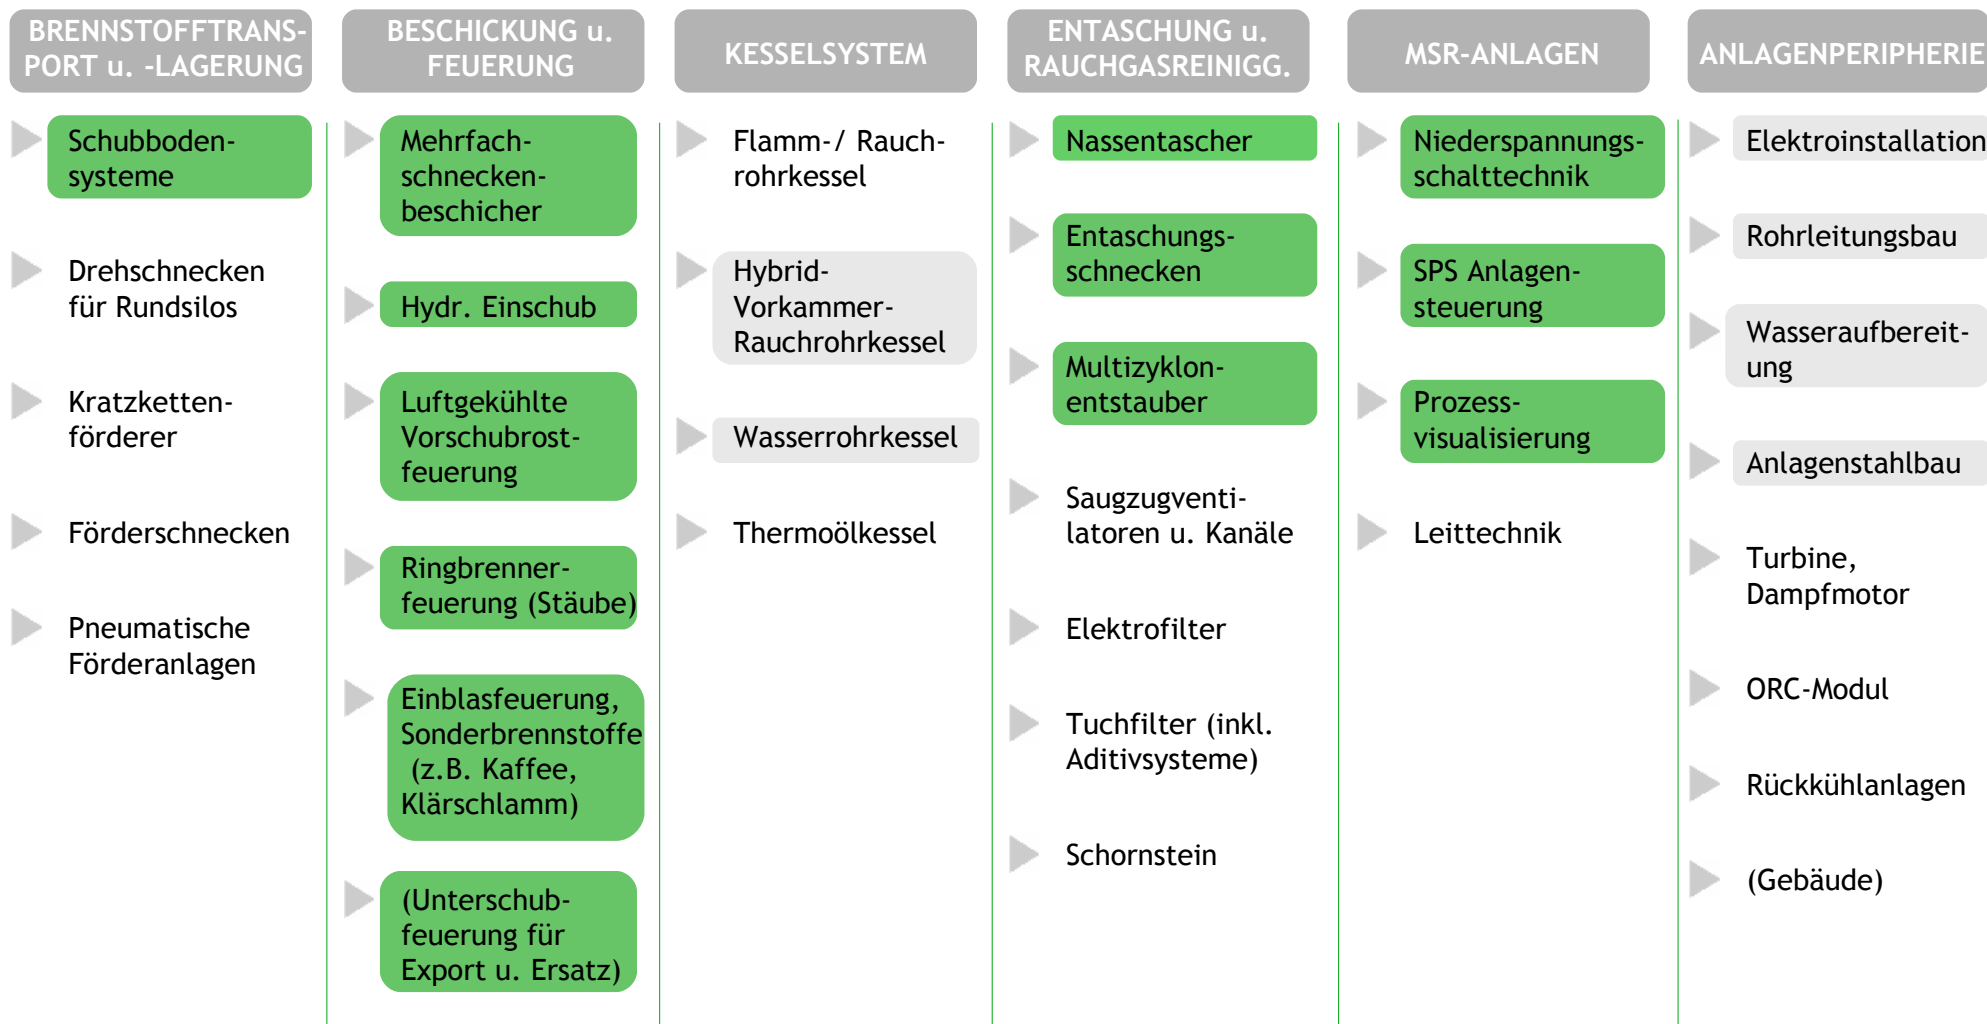 BRENNSTOFFTRANS-
PORT u. -LAGERUNG
Schubboden-
systeme
Drehschnecken
für Rundsilos
Kratzketten-
förderer
Förderschnecken
Pneumatische
Förderanlagen
BESCHICKUNG u.
FEUERUNG
Mehrfach-
schnecken-
beschicher
Hydr. Einschub
Luftgekühlte
Vorschubrost-
feuerung
Ringbrenner-
feuerung (Stäube)
Einblasfeuerung,
Sonderbrennstoffe
(z.B. Kaffee,
Klärschlamm)
(Unterschub-
feuerung für
Export u. Ersatz)
KESSELSYSTEM
Flamm-/ Rauch-
rohrkessel
Hybrid-
Vorkammer-
Rauchrohrkessel
Wasserrohrkessel
Thermoölkessel
ENTASCHUNG u.
RAUCHGASREINIGG.
Nassentascher
Entaschungs-
schnecken
Multizyklon-
entstauber
Saugzugventi-
latoren u. Kanäle
Elektrofilter
Tuchfilter (inkl.
Aditivsysteme)
Schornstein
MSR-ANLAGEN
Niederspannungs-
schalttechnik
SPS Anlagen-
steuerung
Prozess-
visualisierung
Leittechnik
ANLAGENPERIPHERIE
Elektroinstallation
Rohrleitungsbau
Wasseraufbereit-
ung
Anlagenstahlbau
Turbine,
Dampfmotor
ORC-Modul
Rückkühlanlagen
(Gebäude)